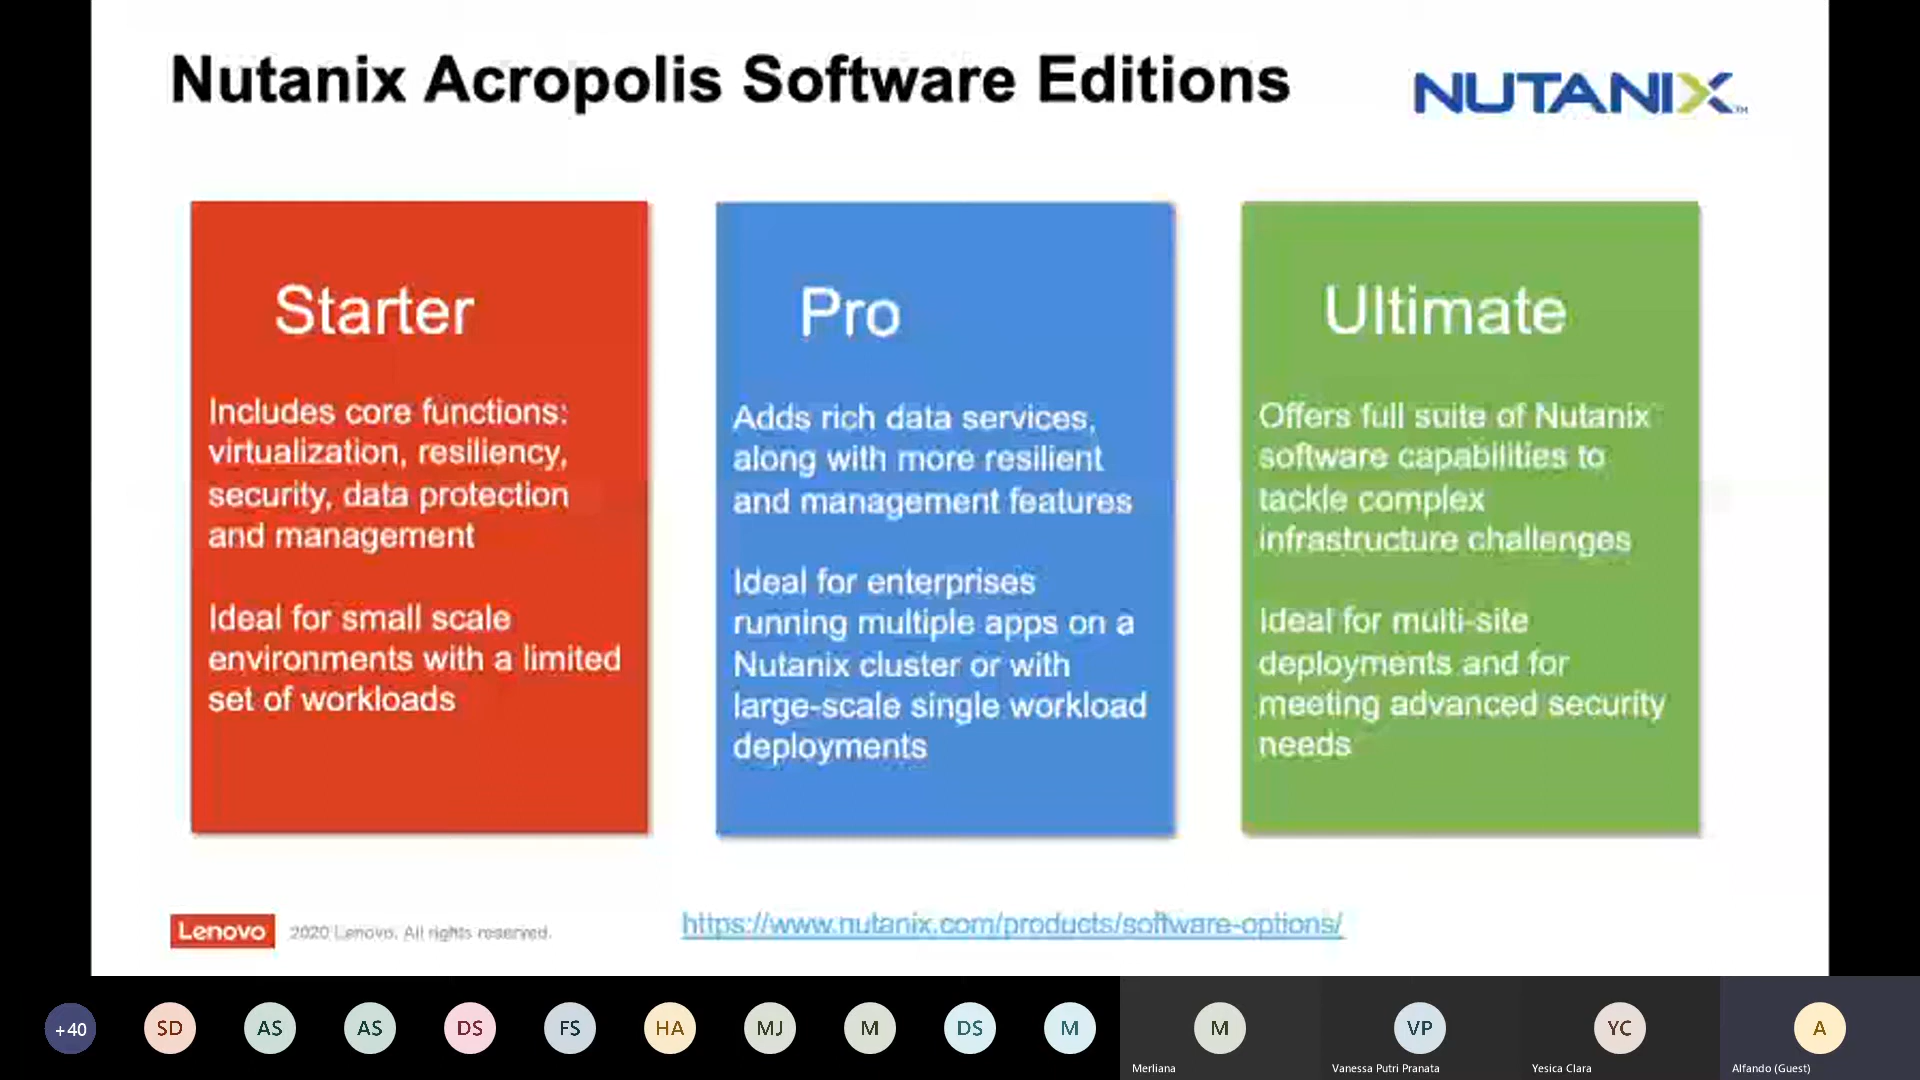 Nutanix Acropolis Software Editions
NUTANIX™
Starter
Includes core functions:
virtualization, resiliency,
security, data protection
and management
Ideal for small scale
environments with a limited
set of workloads
Pro
Adds rich data services,
along with more resilient
and management features
Ideal for enterprises
running multiple apps on a
Nutanix cluster or with
large-scale single workload
deployments
Ultimate
Offers full suite of Nutanix
software capabilities to
tackle complex
infrastructure challenges
Ideal for multi-site
deployments and for
meeting advanced security
needs
Lenovo
2020 Lenovo. All rights reserved.
https://www.nutanix.com/products/software-options/
+40
SD
AS
AS
DS
FS
HA
MJ
M
DS
M
M
VP
YC
A
Merliana
Vanessa Putri Pranata
Yesica Clara
Alfando (Guest)